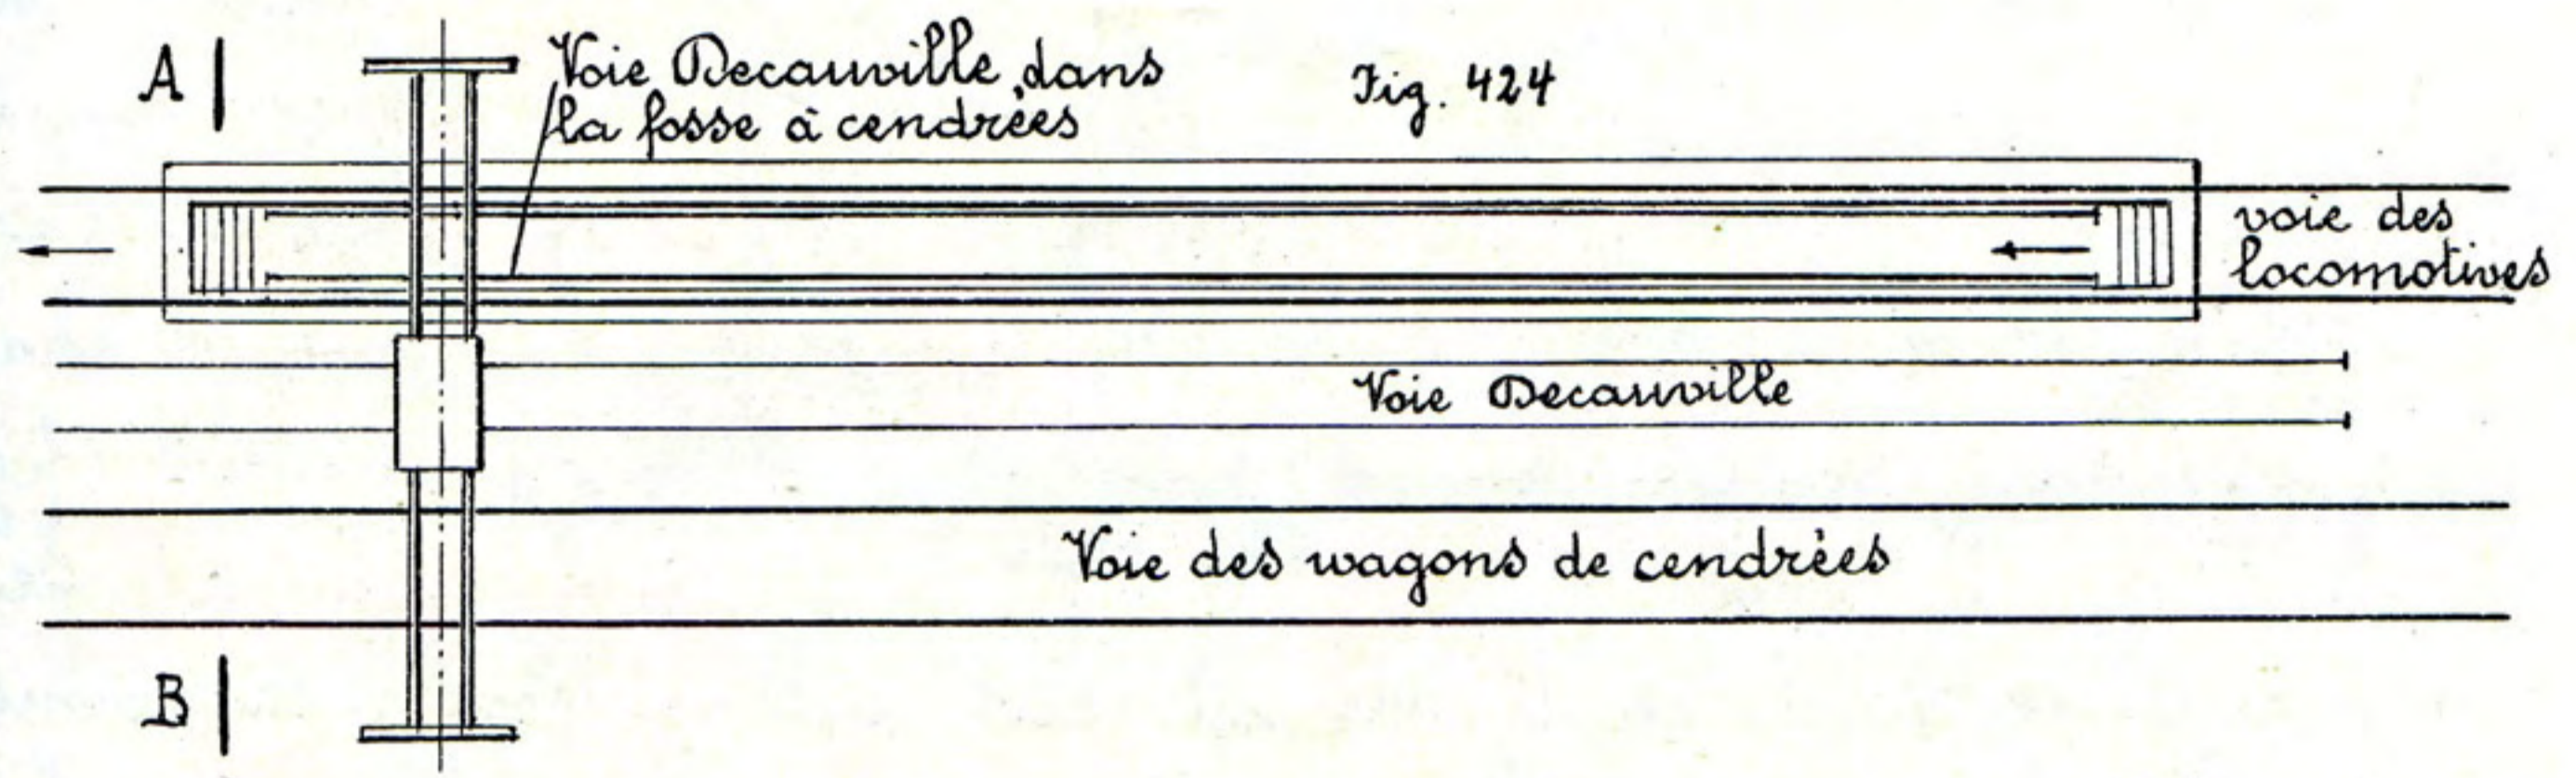 A
Voie Decauville dans
la fosse à cendrées
Fig. 424
voie des
locomotives
Voie Decauville
Voie des wagons de cendrées
B